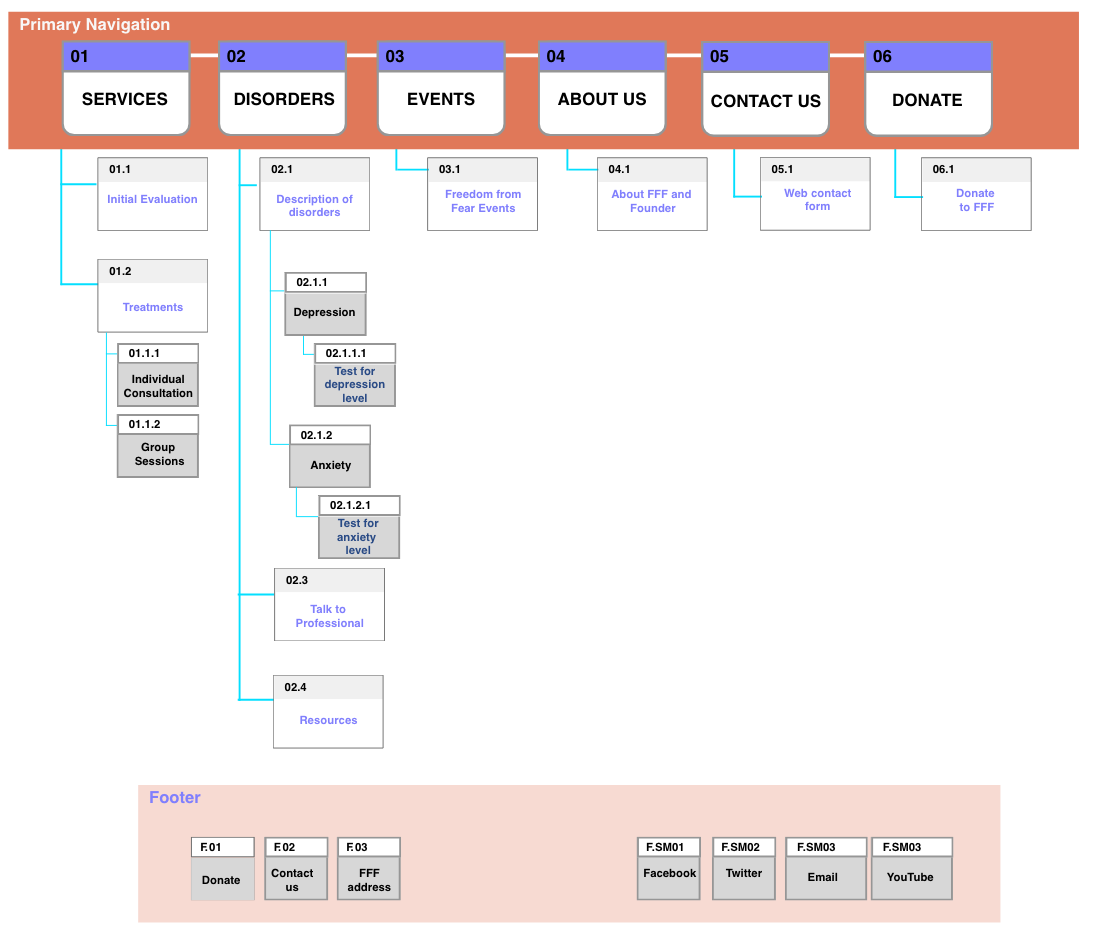 Primary Navigation
01
SERVICES
02
DISORDERS
03
EVENTS
04
ABOUT US
05
CONTACT US
06
DONATE
01.1
Initial Evaluation
01.2
Treatments
01.1.1
Individual
Consultation
01.1.2
Group
Sessions
02.1
Description of
disorders
02.1.1
Depression
02.1.1.1
Test for
depression
level
02.1.2
Anxiety
02.1.2.1
Test for
anxiety
level
02.3
Talk to
Professional
02.4
Resources
03.1
Freedom from
Fear Events
04.1
About FFF and
Founder
05.1
Web contact
form
06.1
Donate
to FFF
Footer
F.01
Donate
F.02
Contact
us
F.03
FFF
address
F.SM01
Facebook
F.SM02
Twitter
F.SM03
Email
F.SM03
YouTube